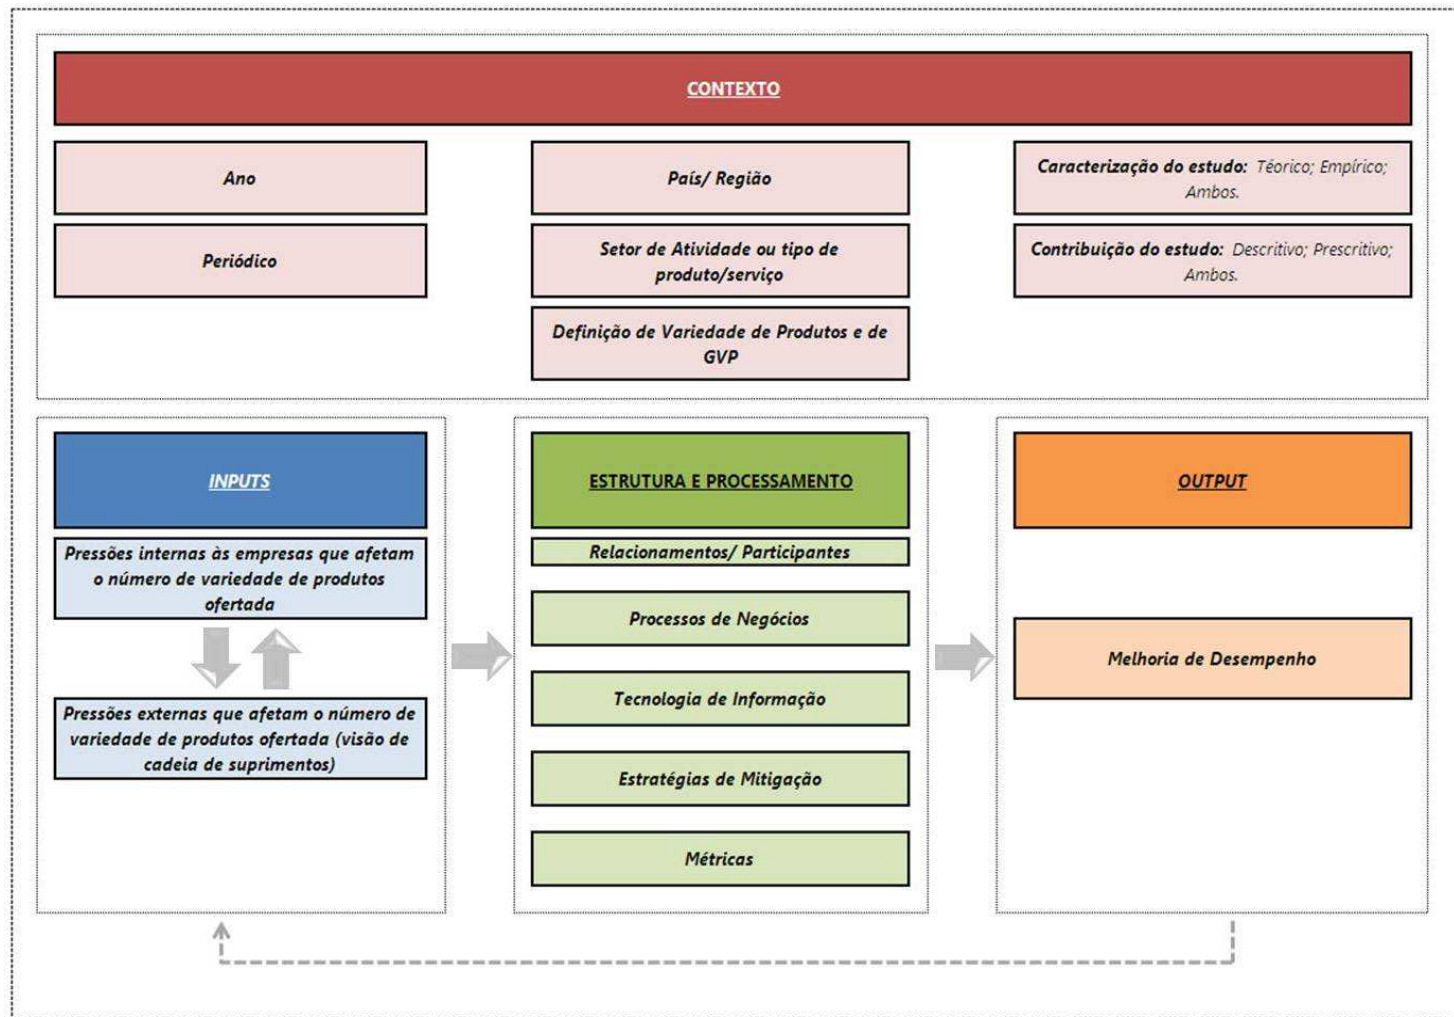 CONTEXTO
Ano
Periódico
País/ Região
Setor de Atividade ou tipo de
produto/serviço
Definição de Variedade de Produtos e de
GVP
Caracterização do estudo: Téorico; Empírico;
Ambos.
Contribuição do estudo: Descritivo; Prescritivo;
Ambos.
INPUTS
Pressões internas às empresas que afetam
o número de variedade de produtos
ofertada
Pressões externas que afetam o número de
variedade de produtos ofertada (visão de
cadeia de suprimentos)
ESTRUTURA E PROCESSAMENTO
Relacionamentos/ Participantes
Processos de Negócios
Tecnologia de Informação
Estratégias de Mitigação
Métricas
OUTPUT
Melhoria de Desempenho